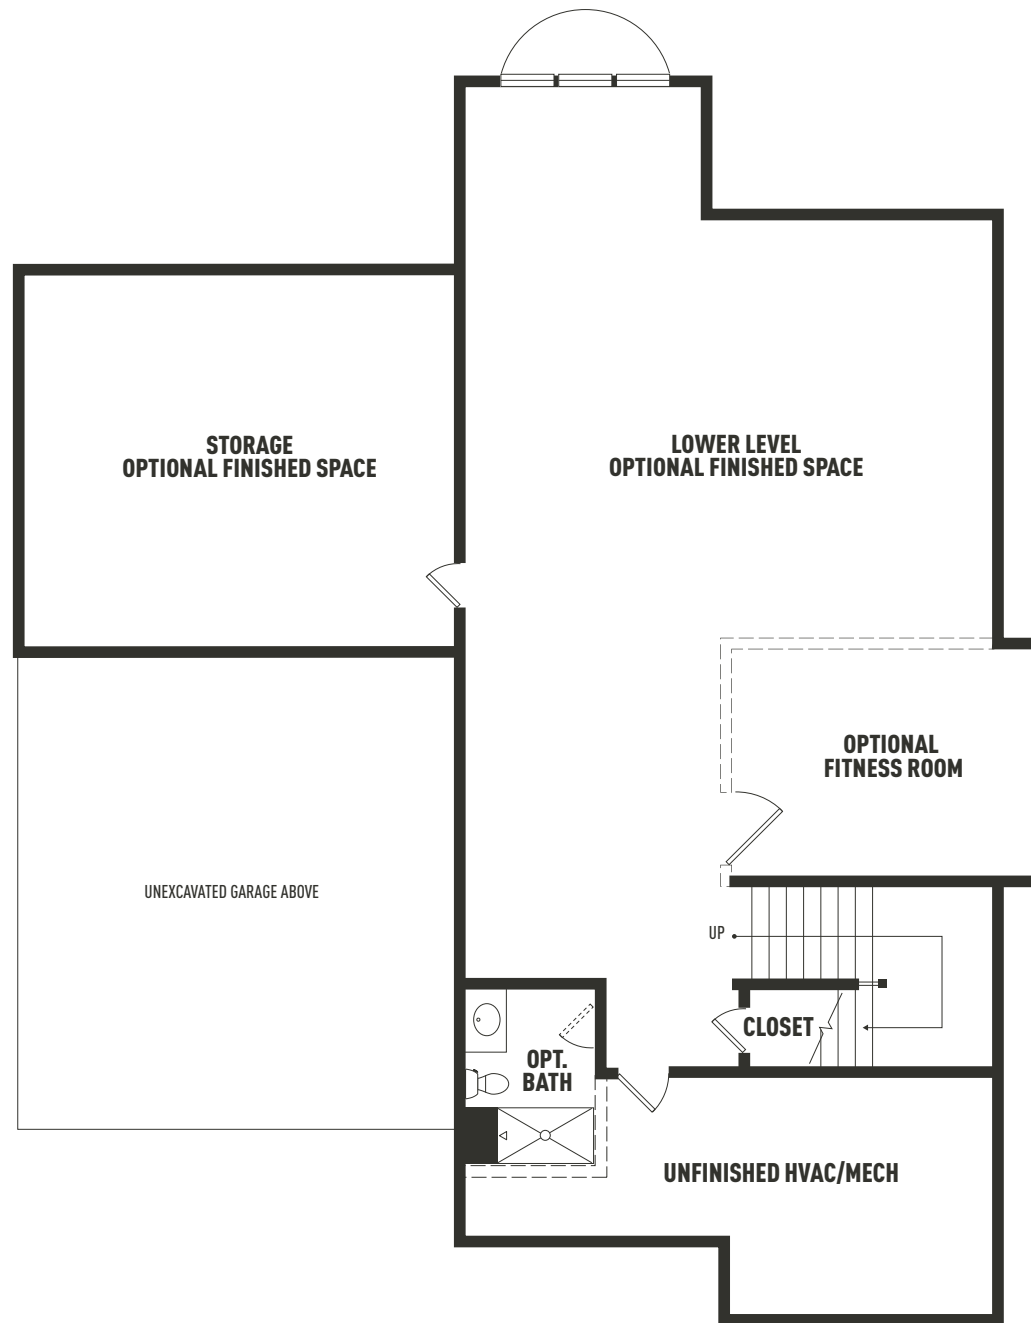 STORAGE
OPTIONAL FINISHED SPACE
LOWER LEVEL
OPTIONAL FINISHED SPACE
OPTIONAL
FITNESS ROOM
UNEXCAVATED GARAGE ABOVE
UP
CLOSET
OPT.
BATH
UNFINISHED HVAC/MECH